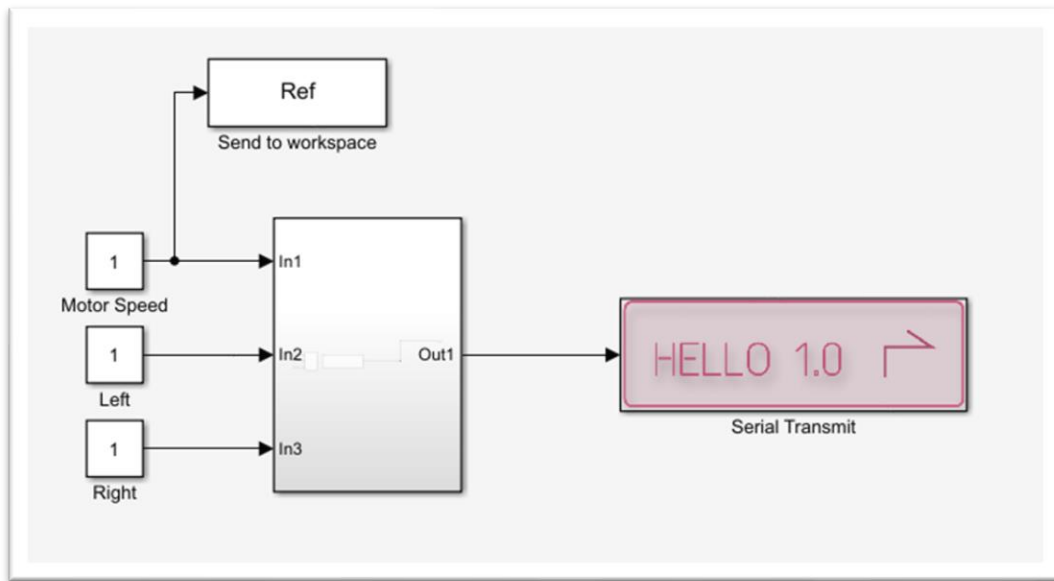 Ref
Send to workspace
1
Motor Speed
1
Left
1
Right
In1
In2
In3
Out1
HELLO 1.0
Serial Transmit